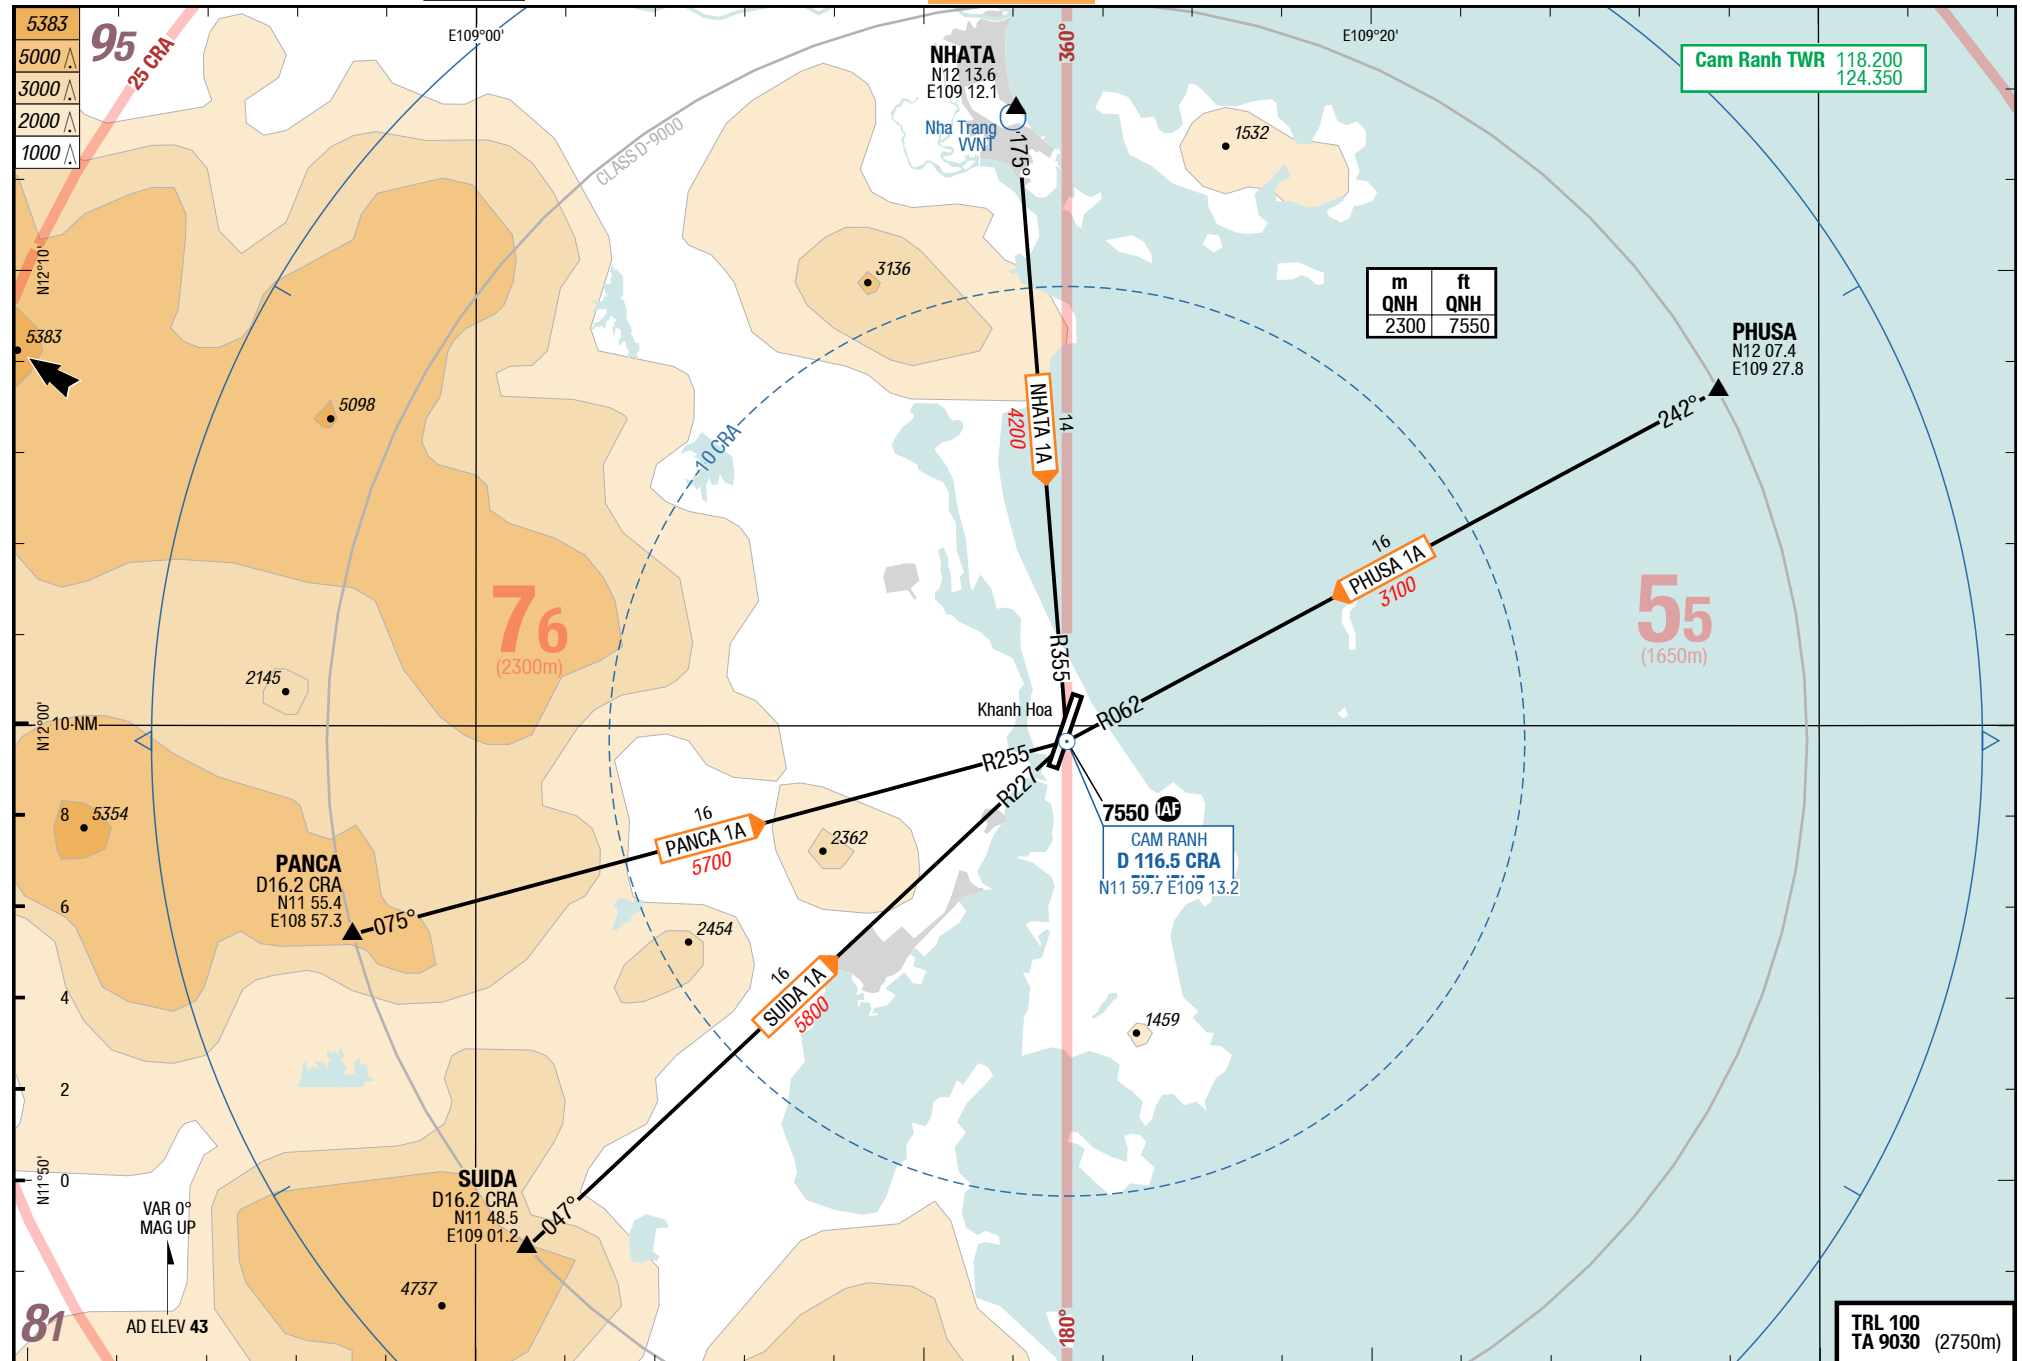 5383
5000
3000
2000
1000
95
25 CRA
E109°00'
CLASS D-9000
NHATA
N12 13.6
E109 12.1
Nha Trang
VVNT
360°
E109°20'
Cam Ranh TWR 118.200
124.350
1532
175°
N12°10'
3136
m ft
QNH QNH
2300 7550
PHUSA
N12 07.4
E109 27.8
242°
5383
5098
10 CRA
NHATA 1A
4200
14
16
PHUSA 1A
3100
76
(2300m)
55
(1650m)
R355
2145
N12°00'
10 NM
Khanh Hoa
R062
R255
R227
7550 IAF
CAM RANH
D 116.5 CRA
N11 59.7 E109 13.2
8
5354
16
PANCA 1A
5700
2362
PANCA
D16.2 CRA
N11 55.4
E108 57.3
075°
6
2454
16
SUIDA 1A
5800
4
1459
2
N11°50'
0
SUIDA
D16.2 CRA
N11 48.5
E109 01.2
047°
VAR 0°
MAG UP
4737
81
AD ELEV 43
180°
TRL 100
TA 9030 (2750m)